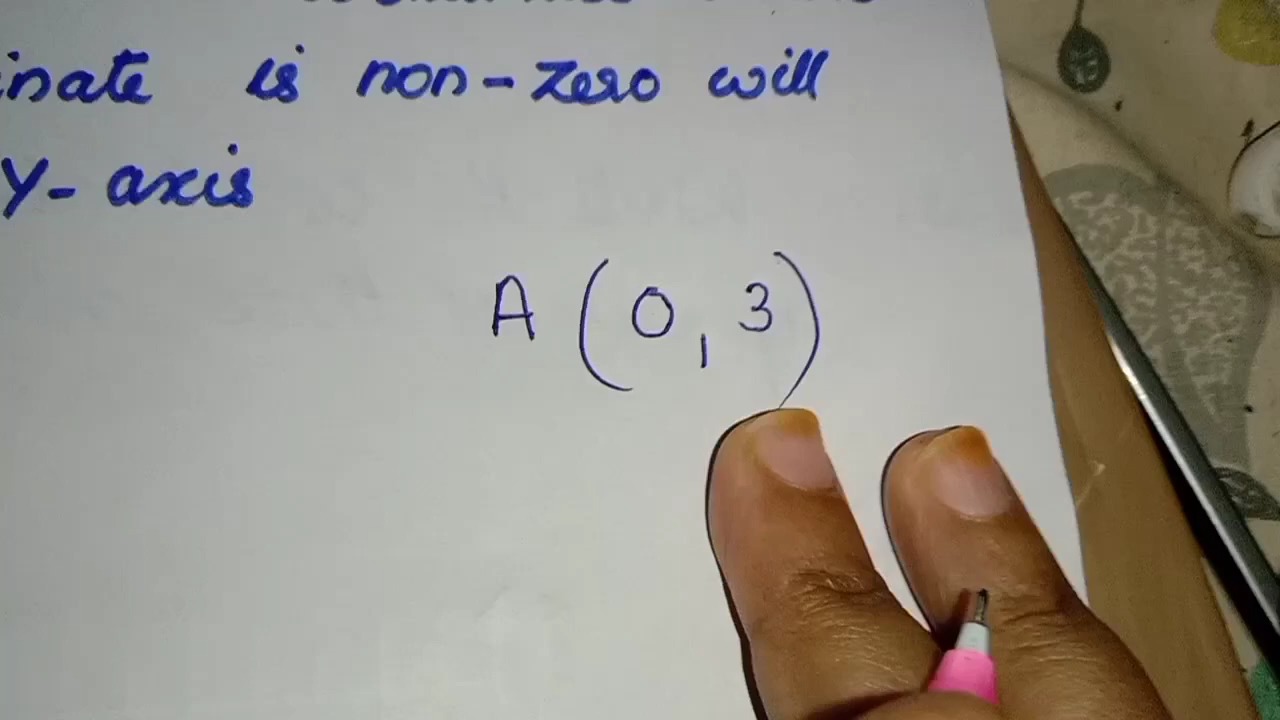 is non-zero will
Y-axis
A (0, 3)